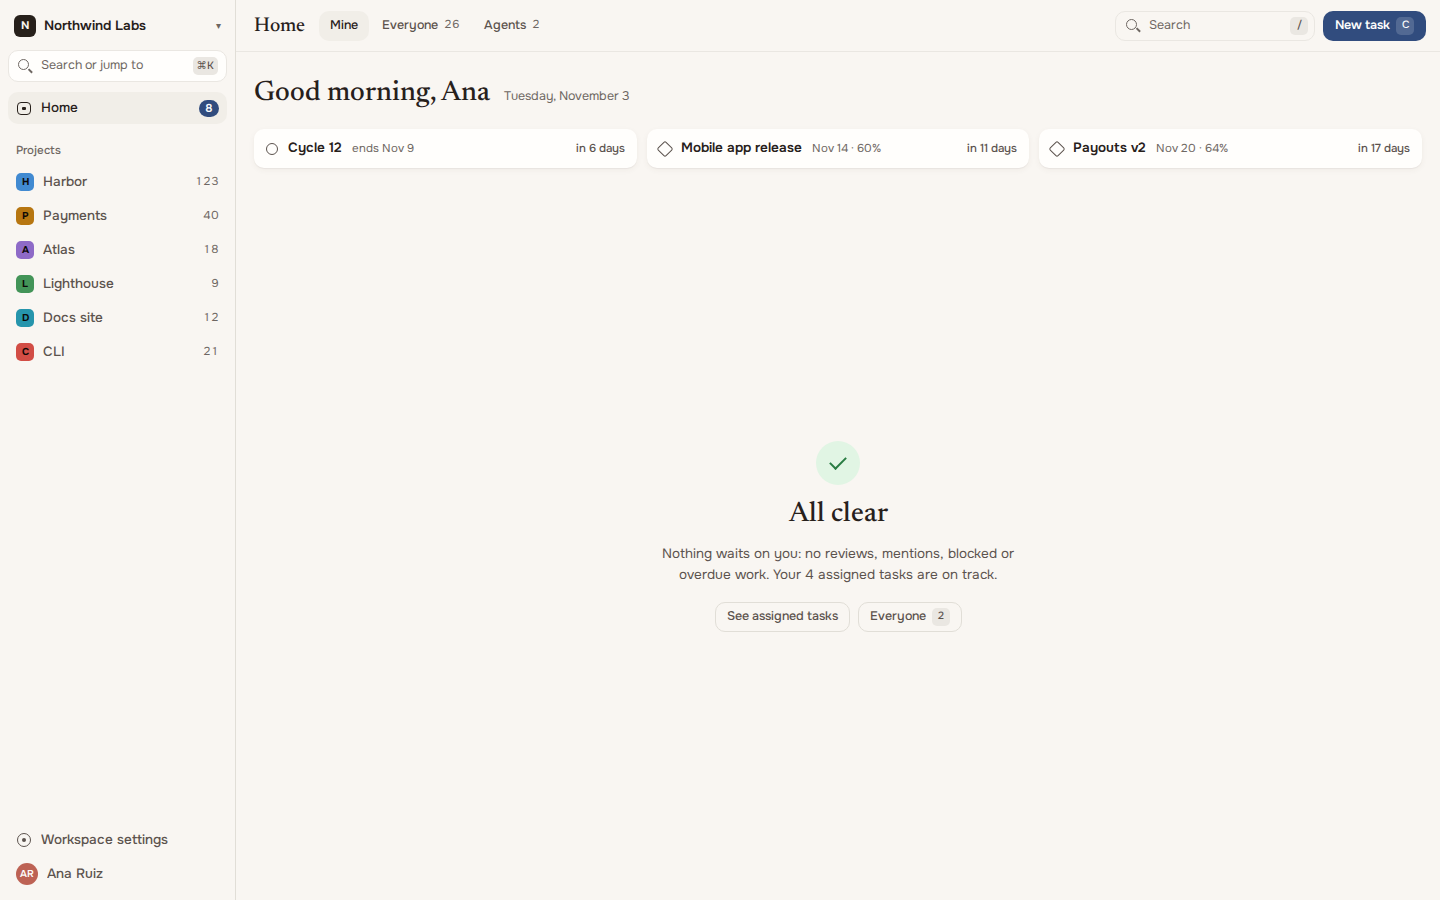 N Northwind Labs ▾
Search or jump to ⌘K
Home 8
Projects
H Harbor 123
P Payments 40
A Atlas 18
L Lighthouse 9
D Docs site 12
C CLI 21
Workspace settings
AR Ana Ruiz
Home Mine Everyone 26 Agents 2
Search /
New task C
Good morning, Ana Tuesday, November 3
Cycle 12 ends Nov 9 in 6 days
Mobile app release Nov 14 · 60% in 11 days
Payouts v2 Nov 20 · 64% in 17 days
All clear
Nothing waits on you: no reviews, mentions, blocked or
overdue work. Your 4 assigned tasks are on track.
See assigned tasks
Everyone 2